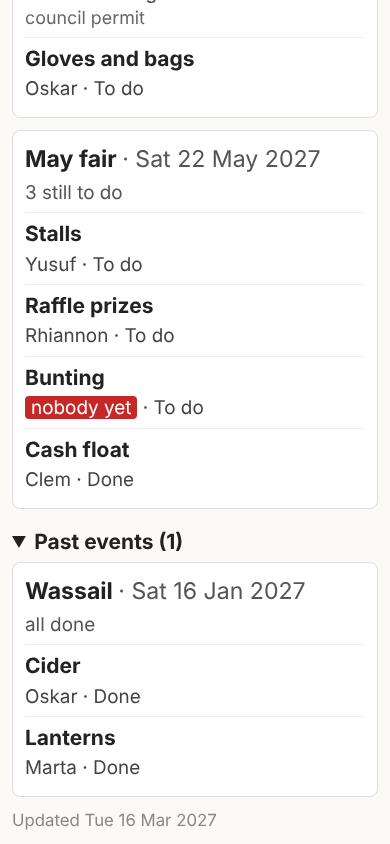 council permit
Gloves and bags
Oskar · To do
May fair · Sat 22 May 2027
3 still to do
Stalls
Yusuf · To do
Raffle prizes
Rhiannon · To do
Bunting
nobody yet · To do
Cash float
Clem · Done
▼ Past events (1)
Wassail · Sat 16 Jan 2027
all done
Cider
Oskar · Done
Lanterns
Marta · Done
Updated Tue 16 Mar 2027